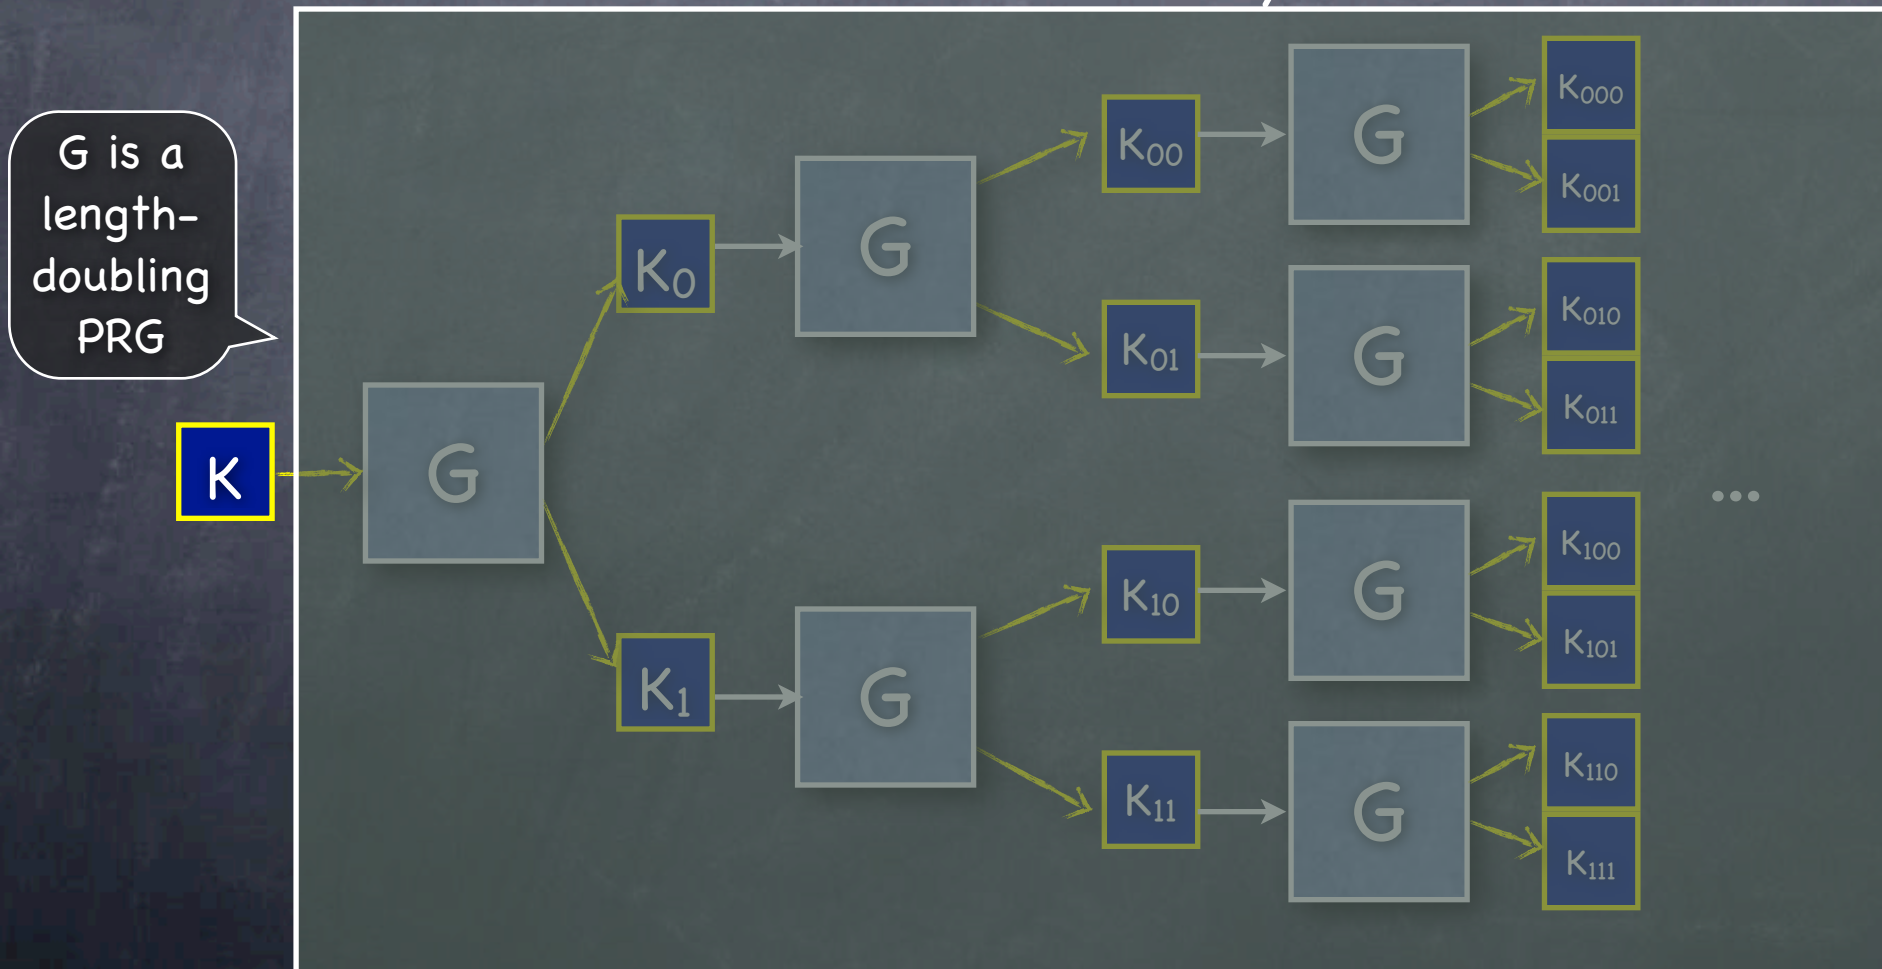 G is a
length-
doubling
PRG
K
G
K₀
K₁
G
G
K₀₀
K₀₁
K₁₀
K₁₁
G
G
G
G
K₀₀₀
K₀₀₁
K₀₁₀
K₀₁₁
K₁₀₀
K₁₀₁
K₁₁₀
K₁₁₁
...